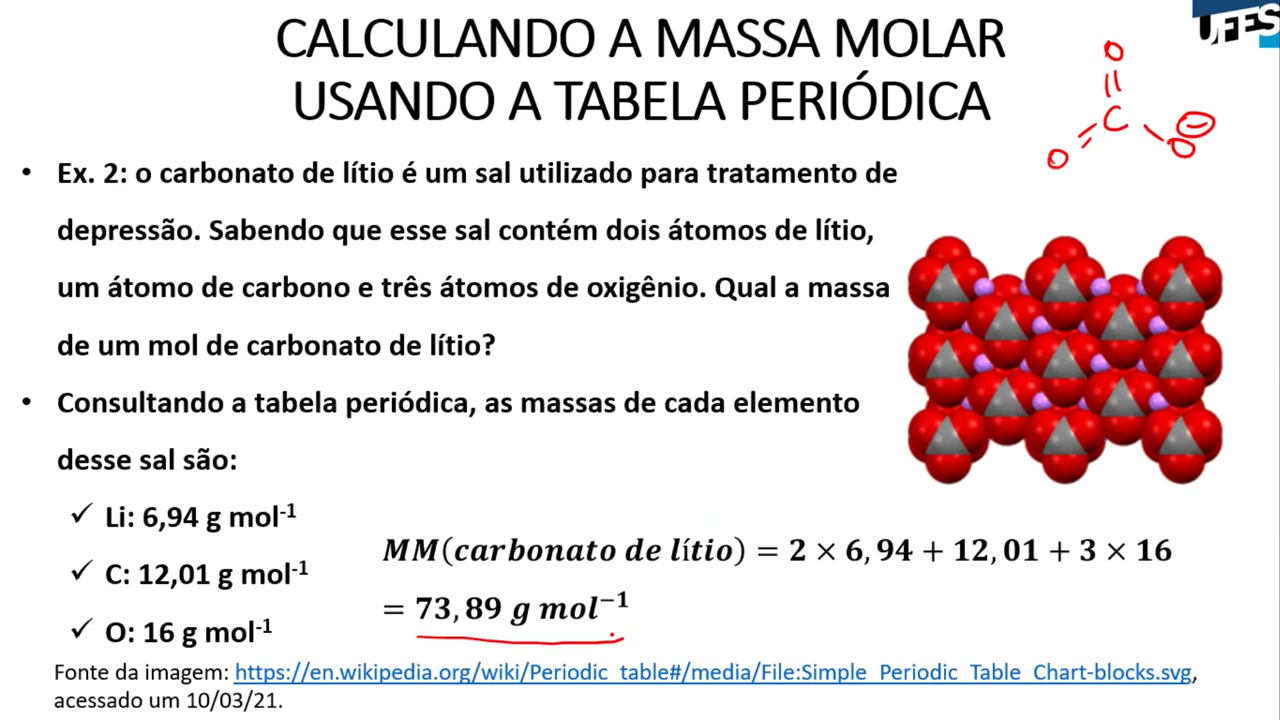 CALCULANDO A MASSA MOLAR
USANDO A TABELA PERIÓDICA
UFES
O
C
O
O
−
• Ex. 2: o carbonato de lítio é um sal utilizado para tratamento de
depressão. Sabendo que esse sal contém dois átomos de lítio,
um átomo de carbono e três átomos de oxigênio. Qual a massa
de um mol de carbonato de lítio?
• Consultando a tabela periódica, as massas de cada elemento
desse sal são:
✓ Li: 6,94 g mol⁻¹
✓ C: 12,01 g mol⁻¹
✓ O: 16 g mol⁻¹
MM(carbonato de lítio) = 2 × 6,94 + 12,01 + 3 × 16
= 73,89 g mol⁻¹
Fonte da imagem: https://en.wikipedia.org/wiki/Periodic_table#/media/File:Simple_Periodic_Table_Chart-blocks.svg,
acessado um 10/03/21.